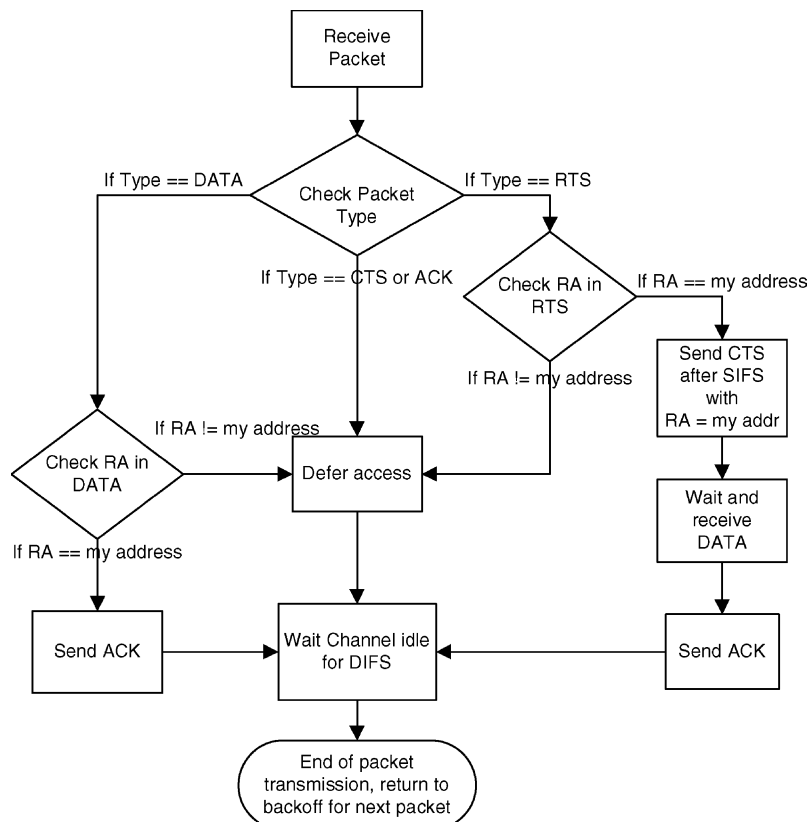 Receive
Packet
If Type == DATA
If Type == RTS
Check Packet
Type
If Type == CTS or ACK
Check RA in
RTS
If RA == my address
Send CTS
after SIFS
with
RA = my addr
If RA != my address
If RA != my address
Check RA in
DATA
Defer access
Wait and
receive
DATA
If RA == my address
Send ACK
Wait Channel idle
for DIFS
Send ACK
End of packet
transmission, return to
backoff for next packet